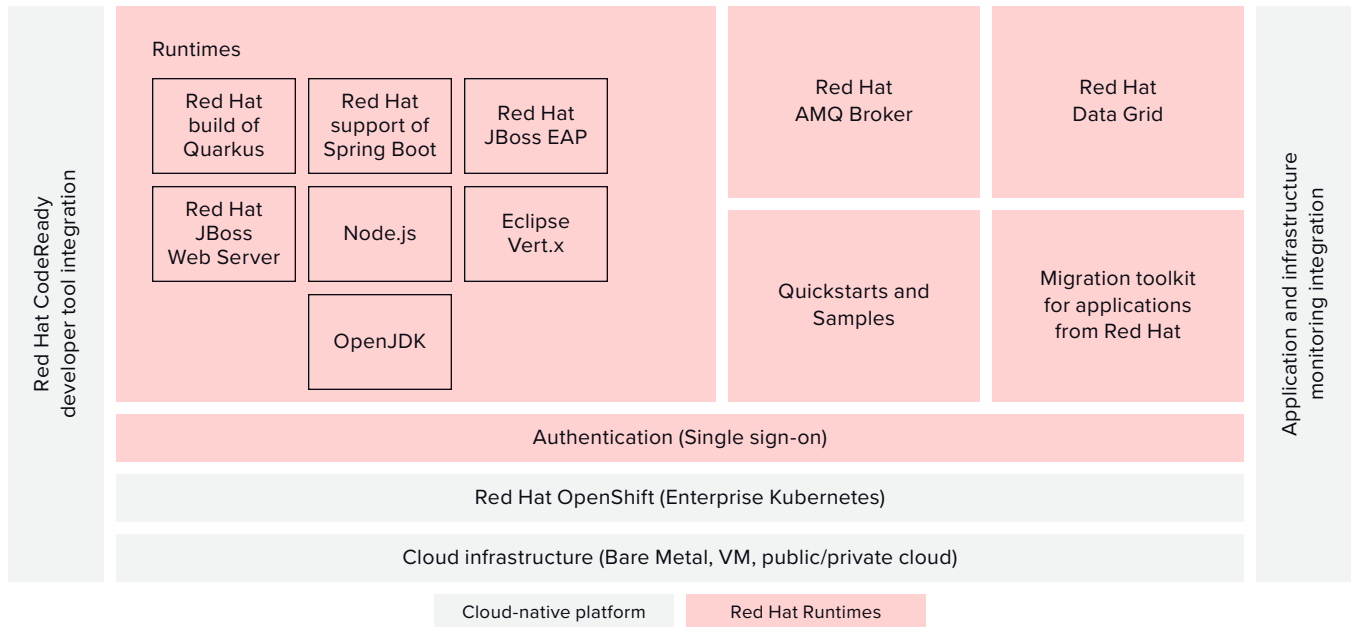 Red Hat CodeReady
developer tool integration
Runtimes
Red Hat
build of
Quarkus
Red Hat
support of
Spring Boot
Red Hat
JBoss EAP
Red Hat
JBoss
Web Server
Node.js
Eclipse
Vert.x
OpenJDK
Red Hat
AMQ Broker
Red Hat
Data Grid
Quickstarts and
Samples
Migration toolkit
for applications
from Red Hat
Application and infrastructure
monitoring integration
Authentication (Single sign-on)
Red Hat OpenShift (Enterprise Kubernetes)
Cloud infrastructure (Bare Metal, VM, public/private cloud)
Cloud-native platform
Red Hat Runtimes